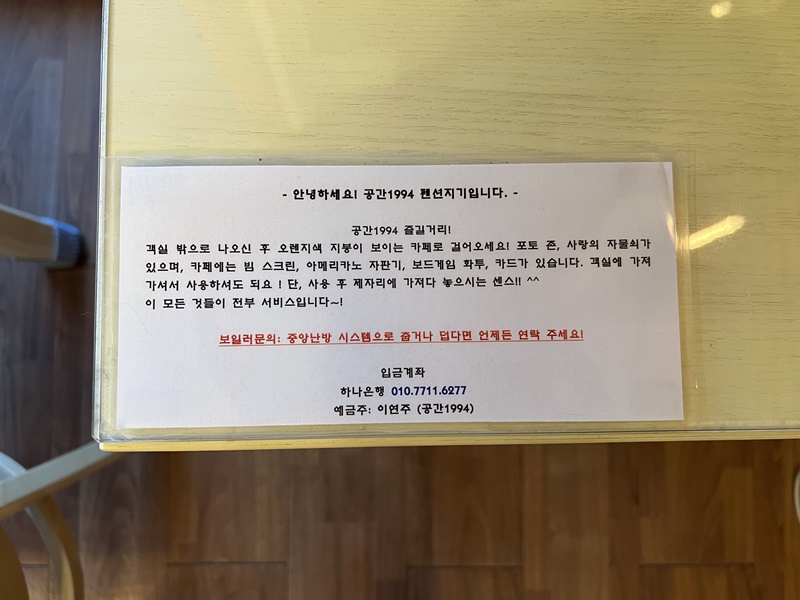 - 안녕하세요! 공간1994 펜션지기입니다. -
공간1994 즐길거리!
객실 밖으로 나오신 후 오렌지색 지붕이 보이는 카페로 걸어오세요! 포토 존, 사랑의 자물쇠가
있으며, 카페에는 빔 스크린, 아메리카노 자판기, 보드게임 화투, 카드가 있습니다. 객실에 가져
가셔서 사용하셔도 되요 ! 단, 사용 후 제자리에 가져다 놓으시는 센스!! ^^
이 모든 것들이 전부 서비스입니다~!
보일러문의: 중앙난방 시스템으로 춥거나 덥다면 언제든 연락 주세요!
입금계좌
하나은행 010.7711.6277
예금주: 이연주 (공간1994)